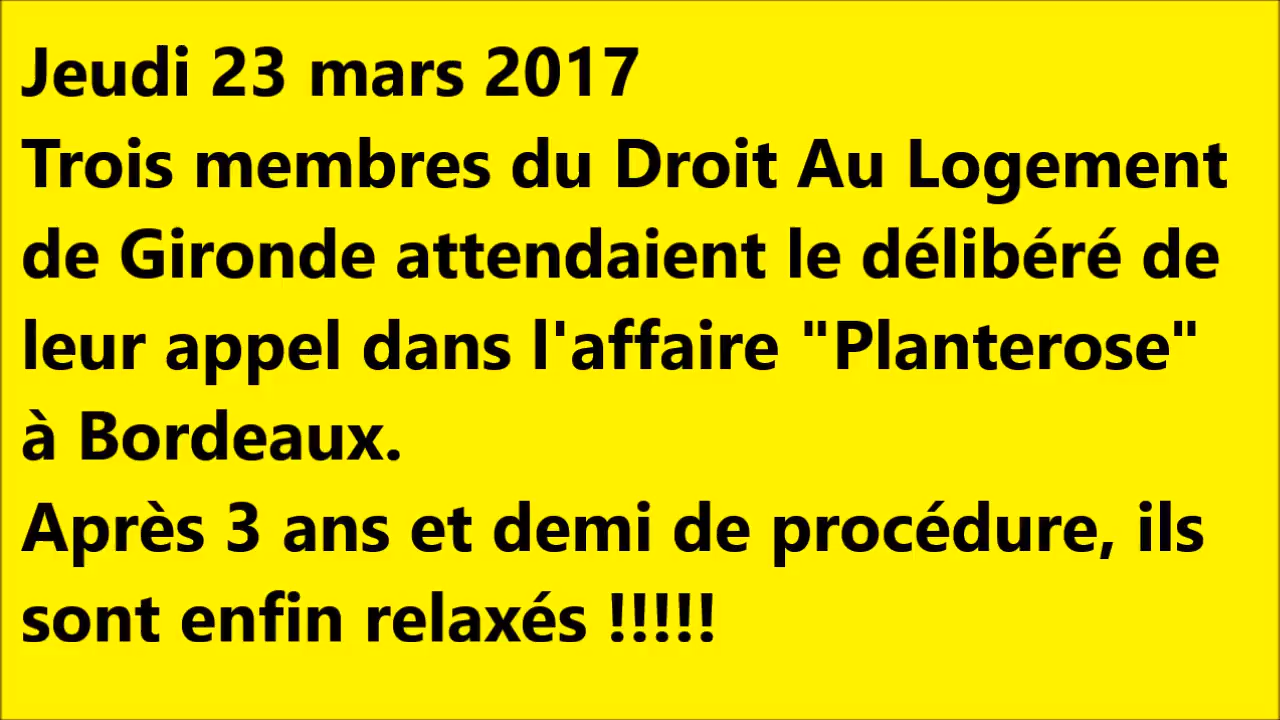 Jeudi 23 mars 2017
Trois membres du Droit Au Logement
de Gironde attendaient le délibéré de
leur appel dans l'affaire "Planterose"
à Bordeaux.
Après 3 ans et demi de procédure, ils
sont enfin relaxés !!!!!